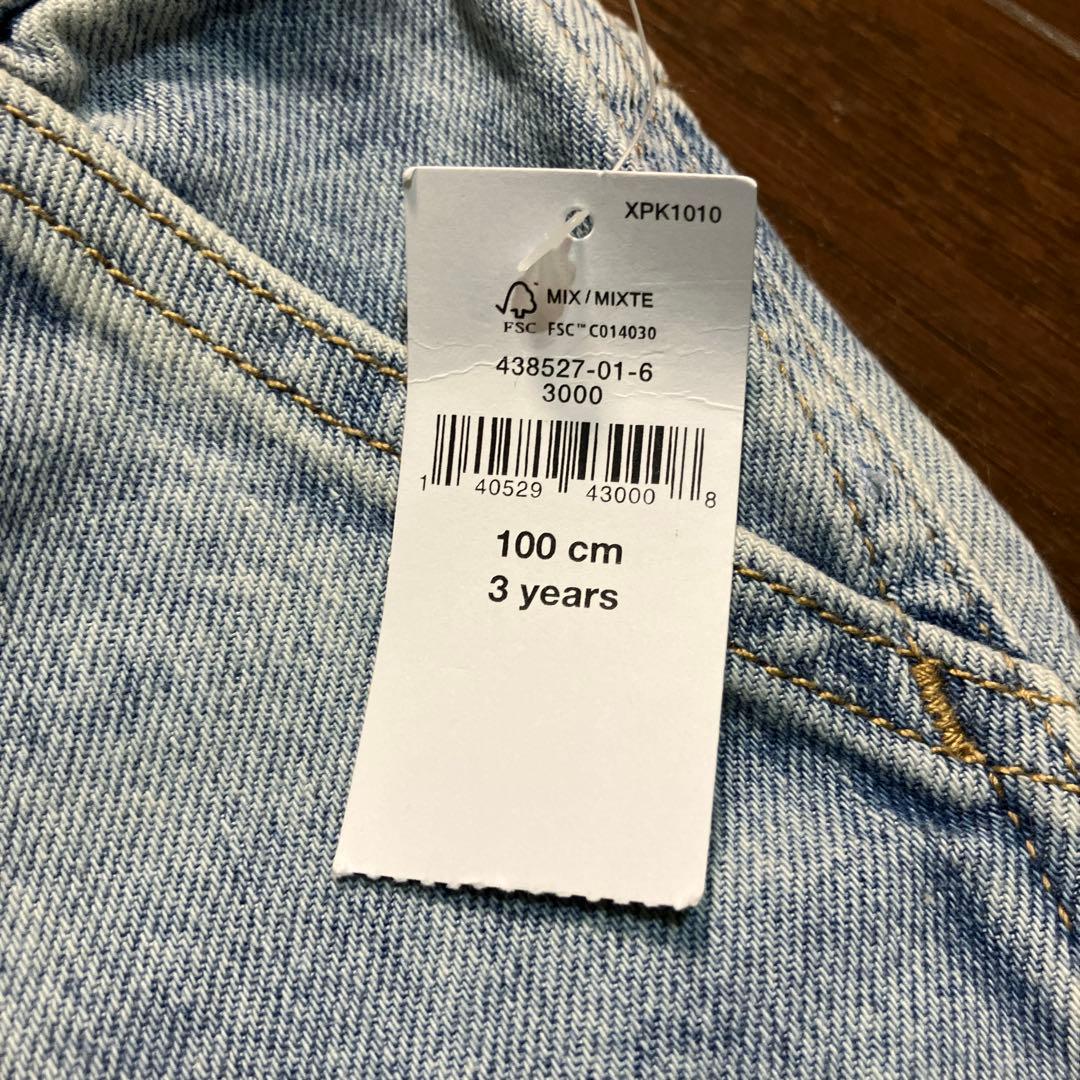 XPK1010
MIX / MIXTE
FSC FSC™ C014030
438527-01-6
3000
1 40529 43000 8
100 cm
3 years